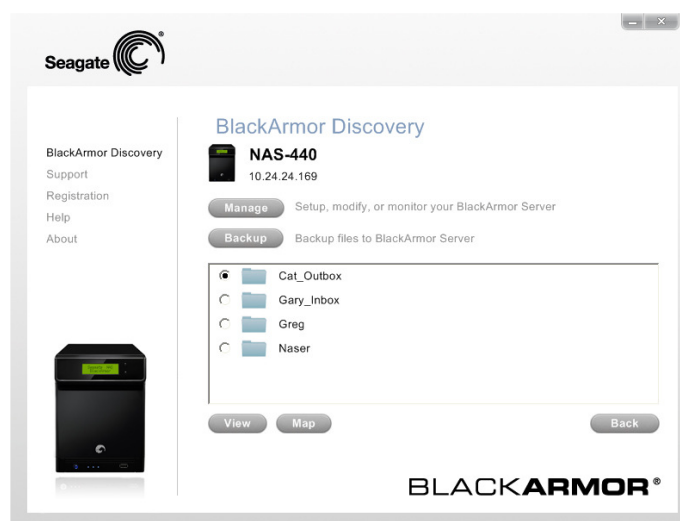 Seagate
BlackArmor Discovery
Support
Registration
Help
About
BlackArmor Discovery
NAS-440
10.24.24.169
Manage Setup, modify, or monitor your BlackArmor Server
Backup Backup files to BlackArmor Server
Cat_Outbox
Gary_Inbox
Greg
Naser
View Map Back
BLACKARMOR®